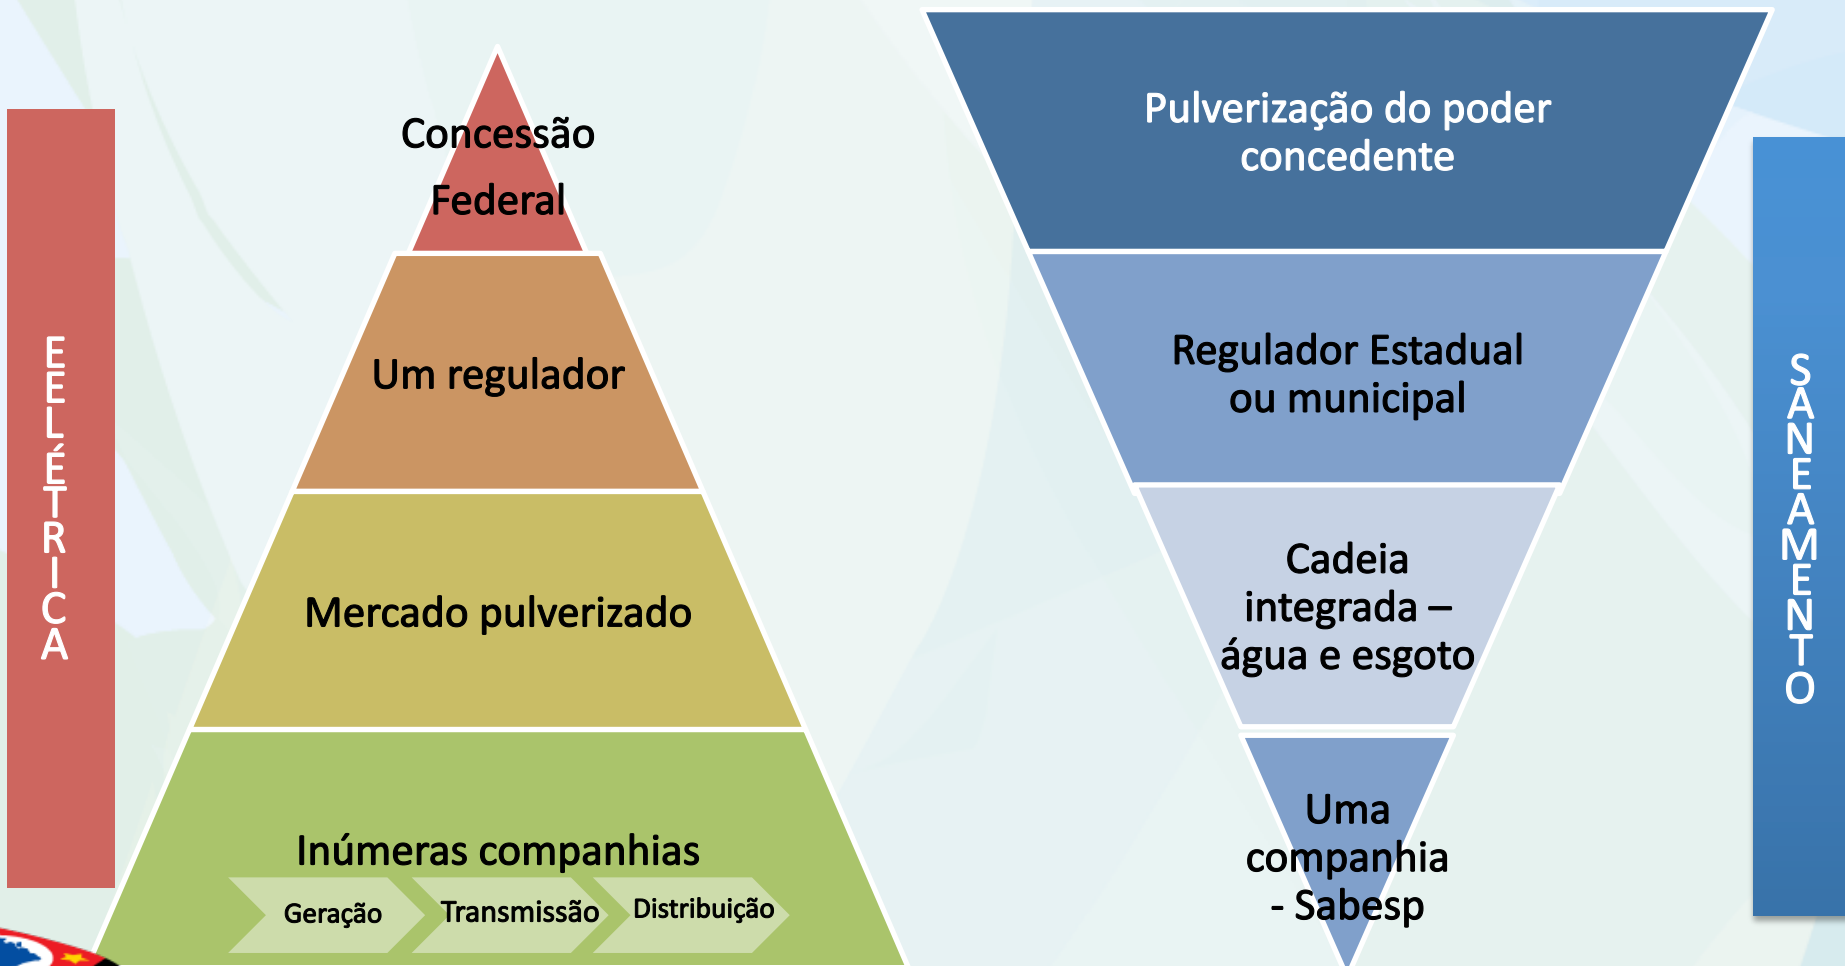 EELÉTRICA
Concessão
Federal
Um regulador
Mercado pulverizado
Inúmeras companhias
Geração
Transmissão
Distribuição
Pulverização do poder
concedente
Regulador Estadual
ou municipal
Cadeia
integrada –
água e esgoto
Uma
companhia
- Sabesp
SANEAMENTO